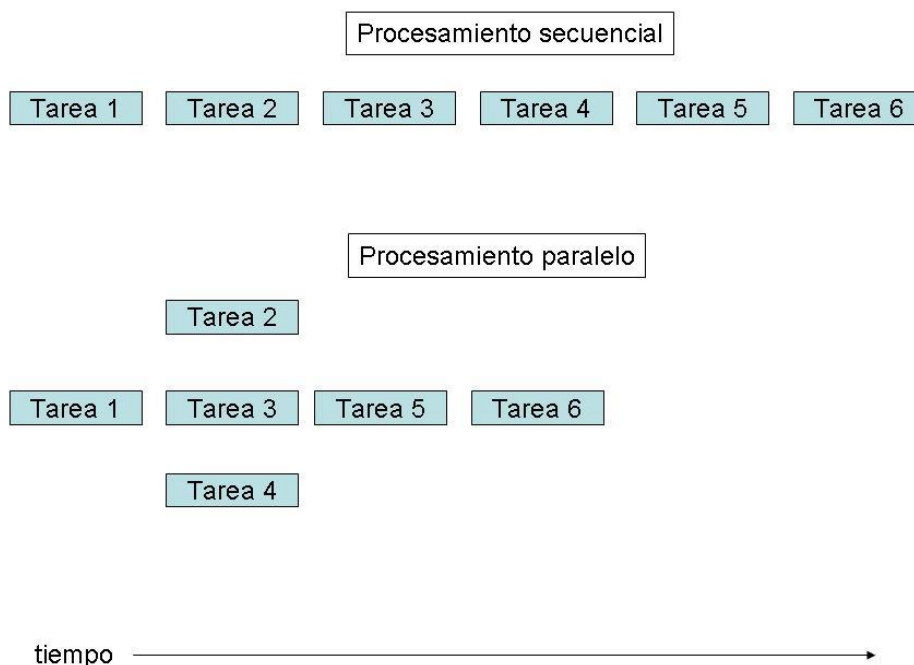 Procesamiento secuencial
Tarea 1 Tarea 2 Tarea 3 Tarea 4 Tarea 5 Tarea 6
Procesamiento paralelo
Tarea 2
Tarea 1 Tarea 3 Tarea 5 Tarea 6
Tarea 4
tiempo